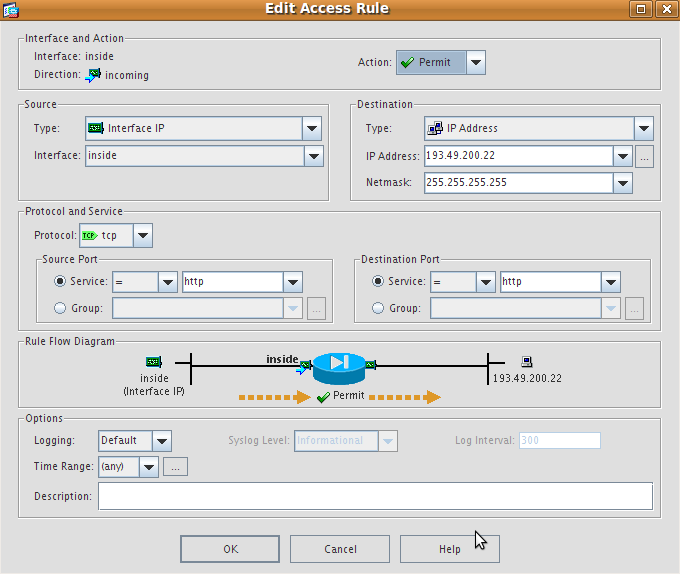 Edit Access Rule
Interface and Action
Interface: inside
Direction: incoming
Action: Permit
Source
Type: Interface IP
Interface: inside
Destination
Type: IP Address
IP Address: 193.49.200.22 ...
Netmask: 255.255.255.255
Protocol and Service
Protocol: TCP tcp
Source Port
Service: = http
Group: ...
Destination Port
Service: = http
Group: ...
Rule Flow Diagram
inside
inside
(Interface IP)
193.49.200.22
Permit
Options
Logging: Default Syslog Level: Informational Log Interval: 300
Time Range: (any) ...
Description:
OK Cancel Help